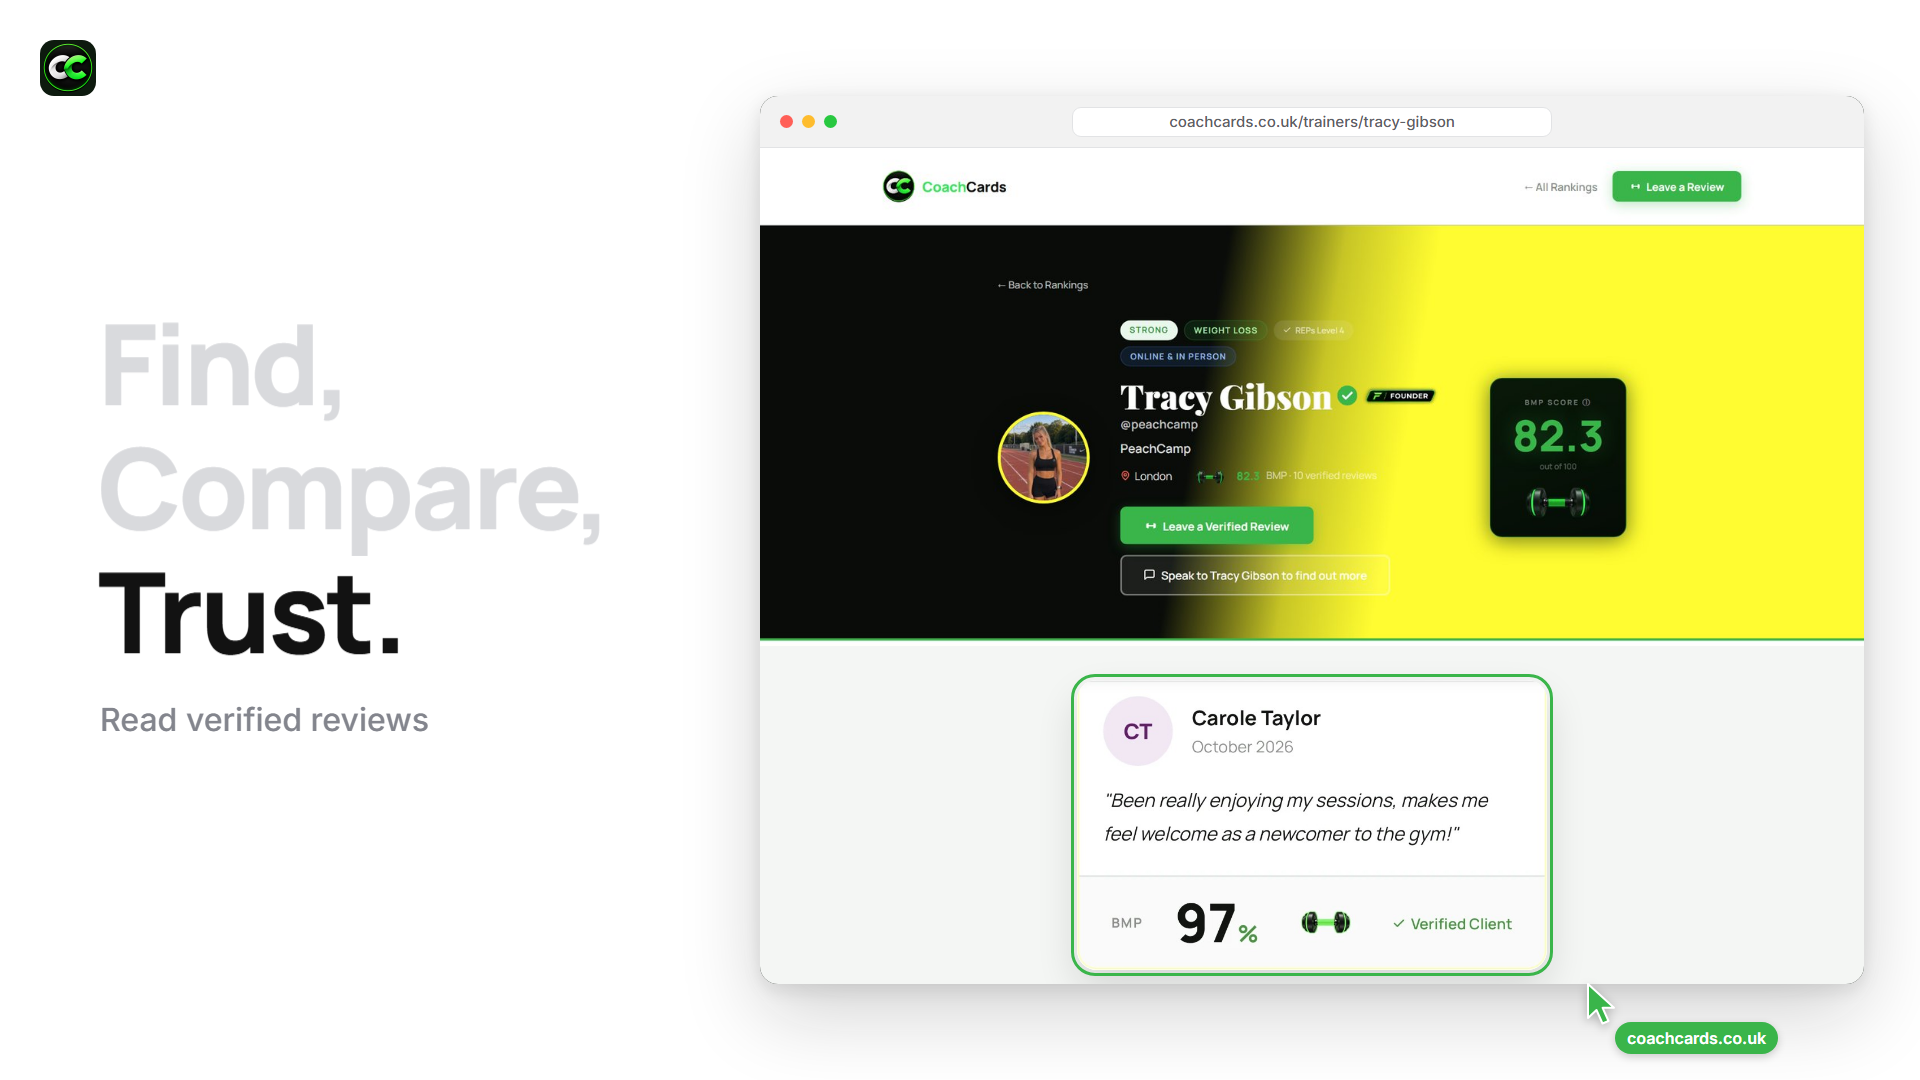 CC
Find,
Compare,
Trust.
Read verified reviews
coachcards.co.uk/trainers/tracy-gibson
CC CoachCards
← All Rankings
Leave a Review
← Back to Rankings
STRONG WEIGHT LOSS ✓ REPs Level 4
ONLINE & IN PERSON
Tracy Gibson
F / FOUNDER
@peachcamp
PeachCamp
London 82.3 BMP · 10 verified reviews
Leave a Verified Review
Speak to Tracy Gibson to find out more
BMP SCORE
82.3
out of 100
CT
Carole Taylor
October 2026
"Been really enjoying my sessions, makes me
feel welcome as a newcomer to the gym!"
BMP 97% ✓ Verified Client
coachcards.co.uk